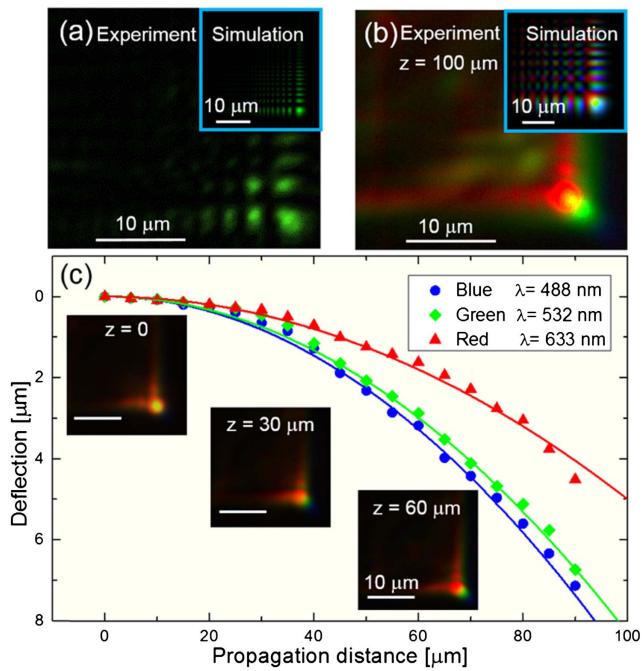 (a) Experiment Simulation
10 μm
10 μm
(b) Experiment Simulation
z = 100 μm
10 μm
10 μm
(c)
Blue λ= 488 nm
Green λ= 532 nm
Red λ= 633 nm
z = 0
z = 30 μm
z = 60 μm
10 μm
Deflection [μm]
0
2
4
6
8
0 20 40 60 80 100
Propagation distance [μm]